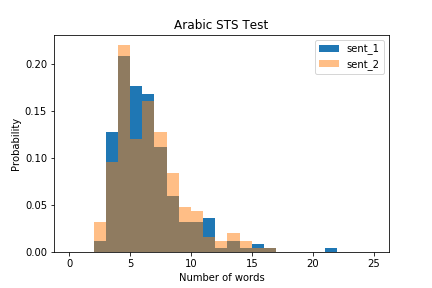 Arabic STS Test
sent_1
sent_2
Probability
0.20
0.15
0.10
0.05
0.00
0 5 10 15 20 25
Number of words